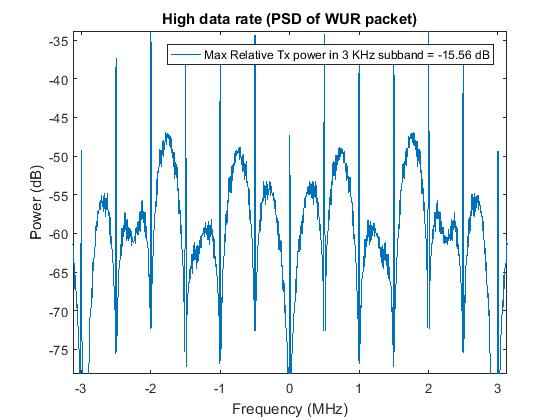 High data rate (PSD of WUR packet)
Max Relative Tx power in 3 KHz subband = -15.56 dB
Power (dB)
-35
-40
-45
-50
-55
-60
-65
-70
-75
-3 -2 -1 0 1 2 3
Frequency (MHz)